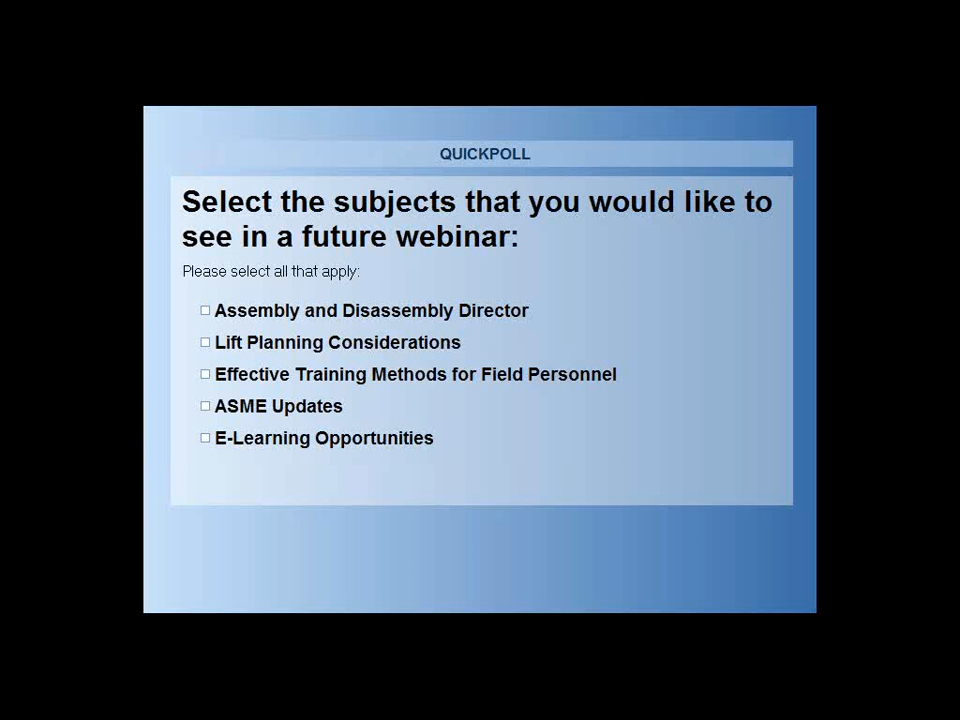 QUICKPOLL
Select the subjects that you would like to
see in a future webinar:
Please select all that apply:
Assembly and Disassembly Director
Lift Planning Considerations
Effective Training Methods for Field Personnel
ASME Updates
E-Learning Opportunities